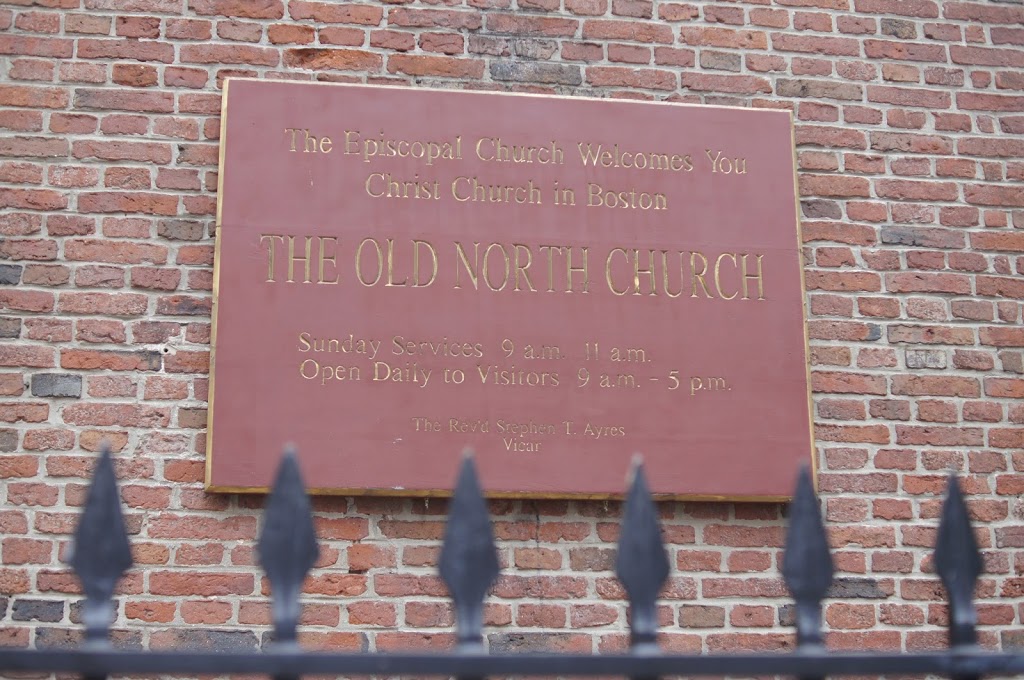 The Episcopal Church Welcomes You
Christ Church in Boston
THE OLD NORTH CHURCH
Sunday Services 9 a.m. 11 a.m.
Open Daily to Visitors 9 a.m. - 5 p.m.
The Rev'd Stephen T. Ayres
Vicar